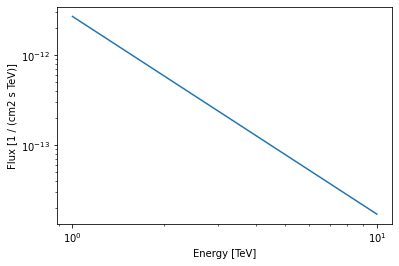 Flux [1 / (cm2 s TeV)]
10⁻¹²
10⁻¹³
10⁰
10¹
Energy [TeV]